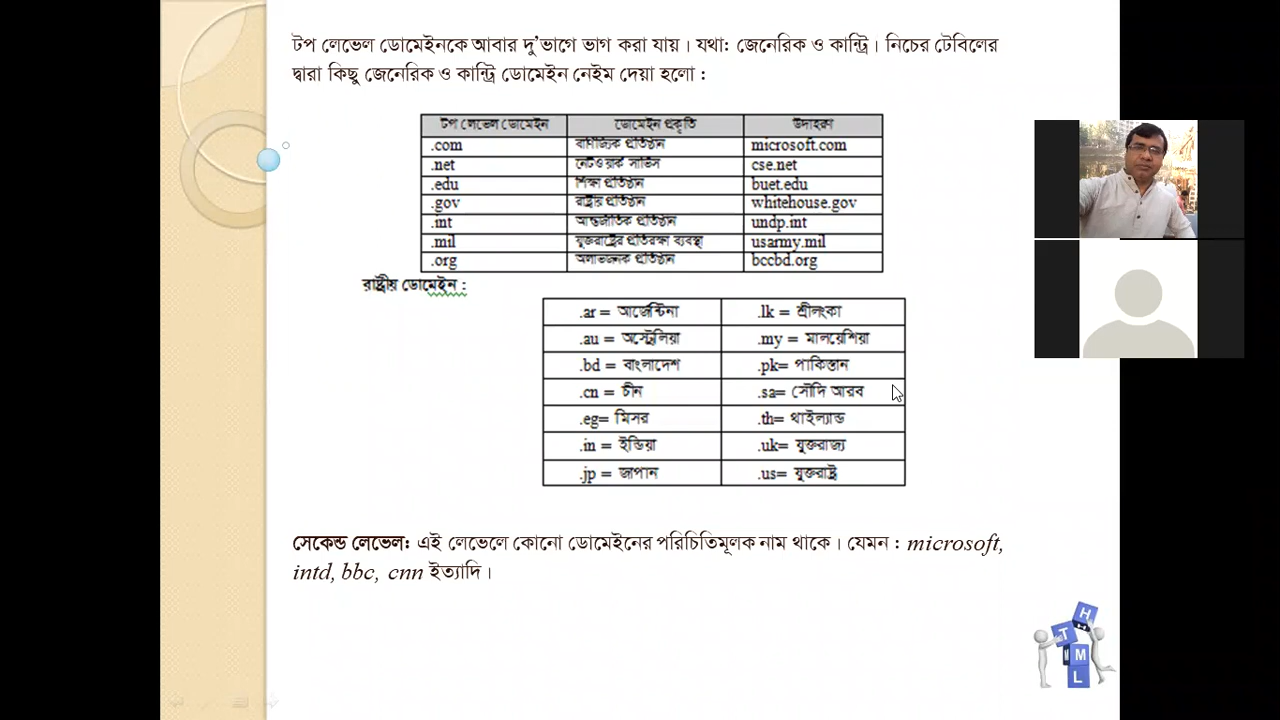 টপ লেভেল ডোমেইনকে আবার দু'ভাগে ভাগ করা যায়। যথা: জেনেরিক ও কান্ট্রি। নিচের টেবিলের
দ্বারা কিছু জেনেরিক ও কান্ট্রি ডোমেইন নেইম দেয়া হলো :
টপ লেভেল ডোমেইন ডোমেইন প্রকৃতি উদাহরণ
.com বাণিজ্যিক প্রতিষ্ঠান microsoft.com
.net নেটওয়ার্ক সার্ভিস cse.net
.edu শিক্ষা প্রতিষ্ঠান buet.edu
.gov রাষ্ট্রীয় প্রতিষ্ঠান whitehouse.gov
.int আন্তর্জাতিক প্রতিষ্ঠান undp.int
.mil যুক্তরাষ্ট্রের প্রতিরক্ষা ব্যবস্থা usarmy.mil
.org অলাভজনক প্রতিষ্ঠান bccbd.org
রাষ্ট্রীয় ডোমেইন :
.ar = আর্জেন্টিনা .lk = শ্রীলংকা
.au = অস্ট্রেলিয়া .my = মালয়েশিয়া
.bd = বাংলাদেশ .pk= পাকিস্তান
.cn = চীন .sa= সৌদি আরব
.eg= মিসর .th= থাইল্যান্ড
.in = ইন্ডিয়া .uk= যুক্তরাজ্য
.jp = জাপান .us= যুক্তরাষ্ট্র
সেকেন্ড লেভেল: এই লেভেলে কোনো ডোমেইনের পরিচিতিমূলক নাম থাকে। যেমন : microsoft,
intd, bbc, cnn ইত্যাদি।
H
T
M
L